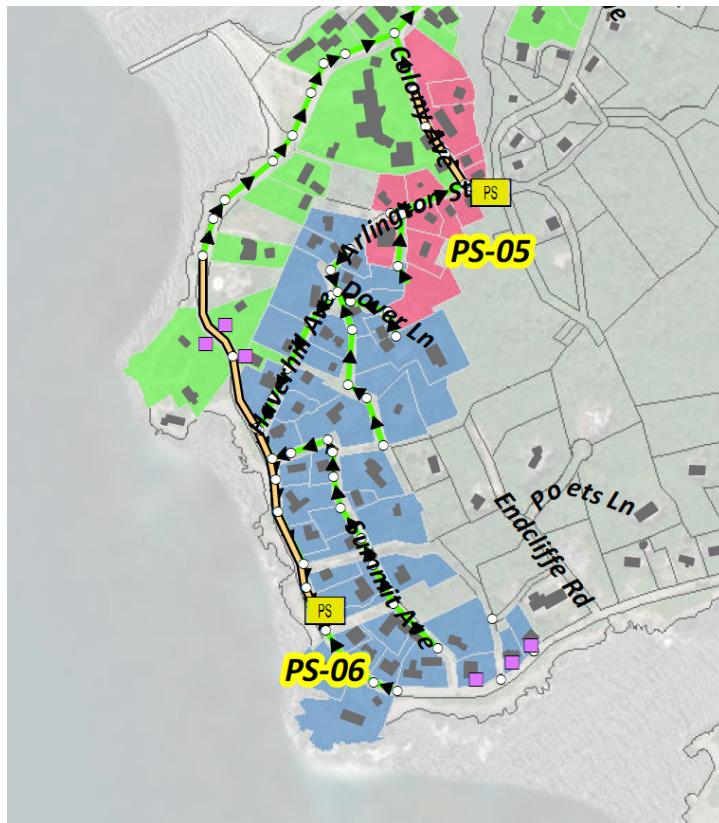 Colony Ave
PS
Arlington St
PS-05
Dover Ln
Haverhill Ave
Poets Ln
Endcliffe Rd
Summit Ave
PS
PS-06